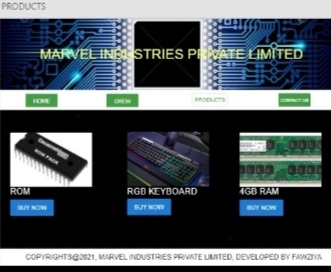 PRODUCTS
MARVEL INDUSTRIES PRIVATE LIMITED
HOME
PRODUCTS
CONTACT US
ROM
RGB KEYBOARD
4GB RAM
BUY NOW
BUY NOW
BUY NOW
COPYRIGHTS@2021, MARVEL INDUSTRIES PRIVATE LIMITED, DEVELOPED BY FAWZIYA